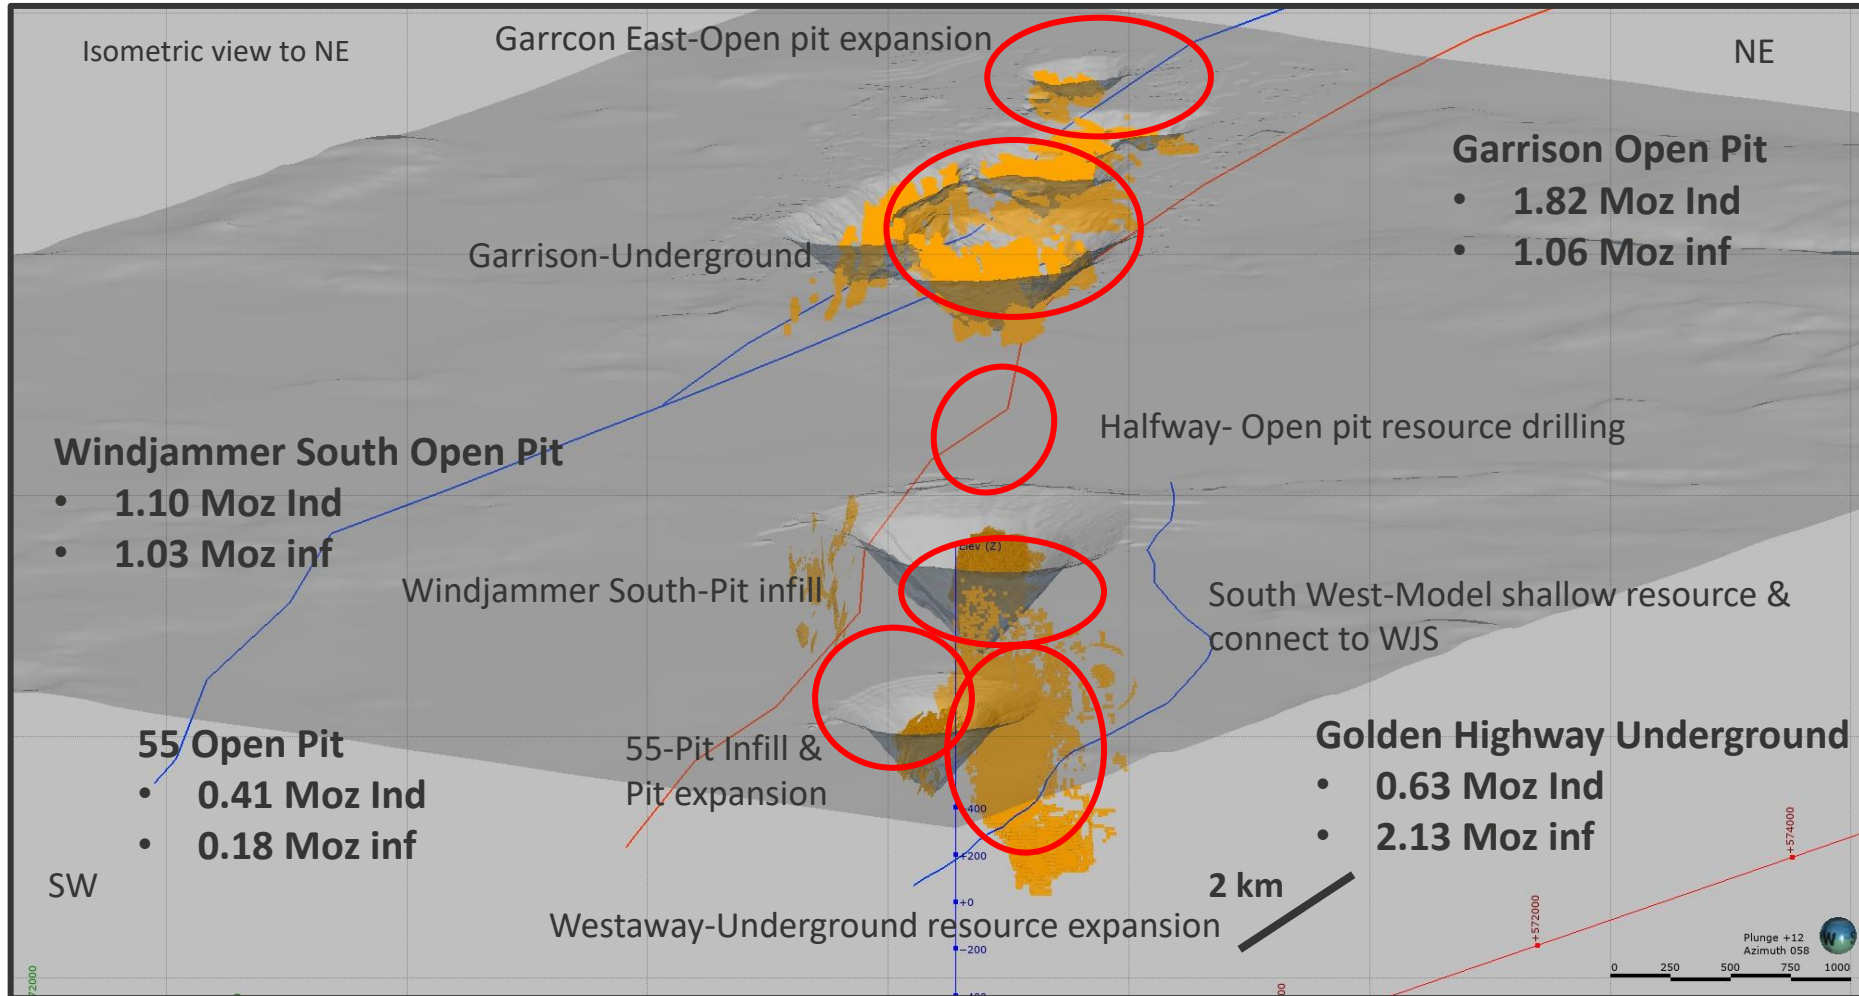 Isometric view to NE
Garrcon East-Open pit expansion
NE
Garrison Open Pit
• 1.82 Moz Ind
• 1.06 Moz inf
Garrison-Underground
Halfway- Open pit resource drilling
Windjammer South Open Pit
• 1.10 Moz Ind
• 1.03 Moz inf
Elev (Z)
Windjammer South-Pit infill
South West-Model shallow resource &
connect to WJS
55 Open Pit
• 0.41 Moz Ind
• 0.18 Moz inf
55-Pit Infill &
Pit expansion
Golden Highway Underground
• 0.63 Moz Ind
• 2.13 Moz inf
+400
+200
+0
-200
SW
2 km
Westaway-Underground resource expansion
+574000
+572000
Plunge +12
Azimuth 058
W S
0 250 500 750 1000